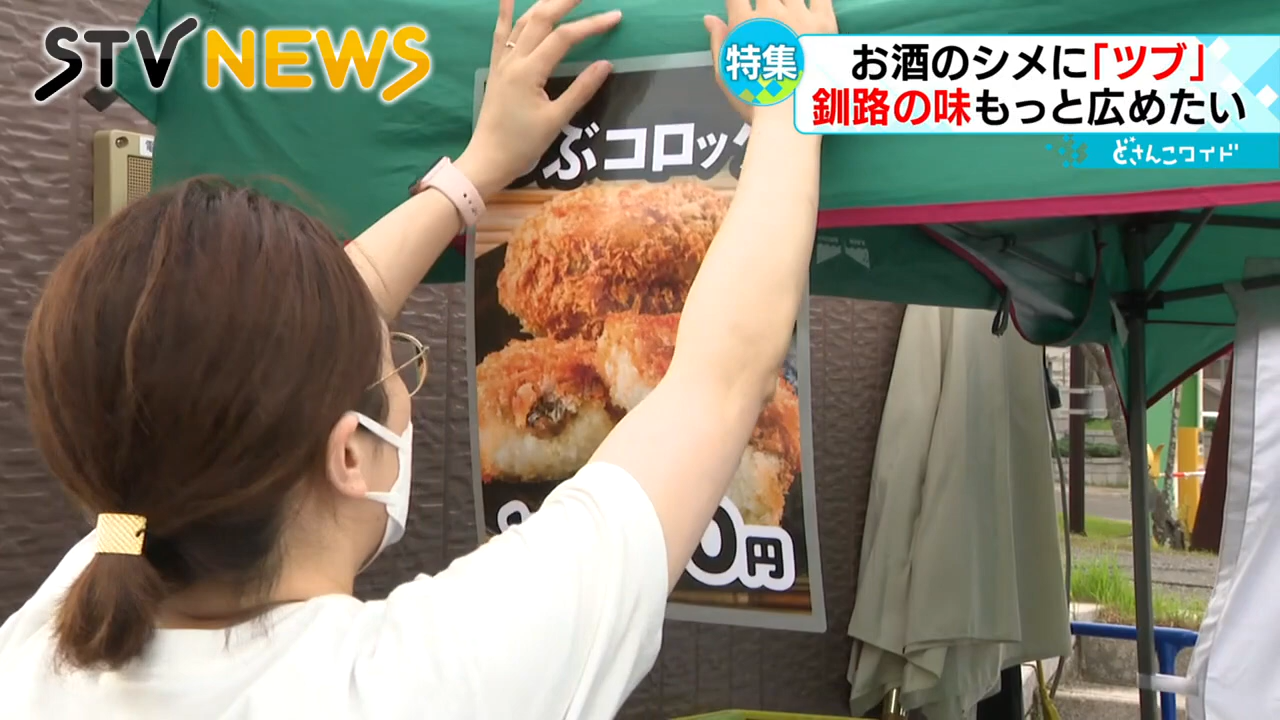 STV NEWS
特集
お酒のシメに「ツブ」
釧路の味もっと広めたい
どさんこワイド
ぶコロッ
0円